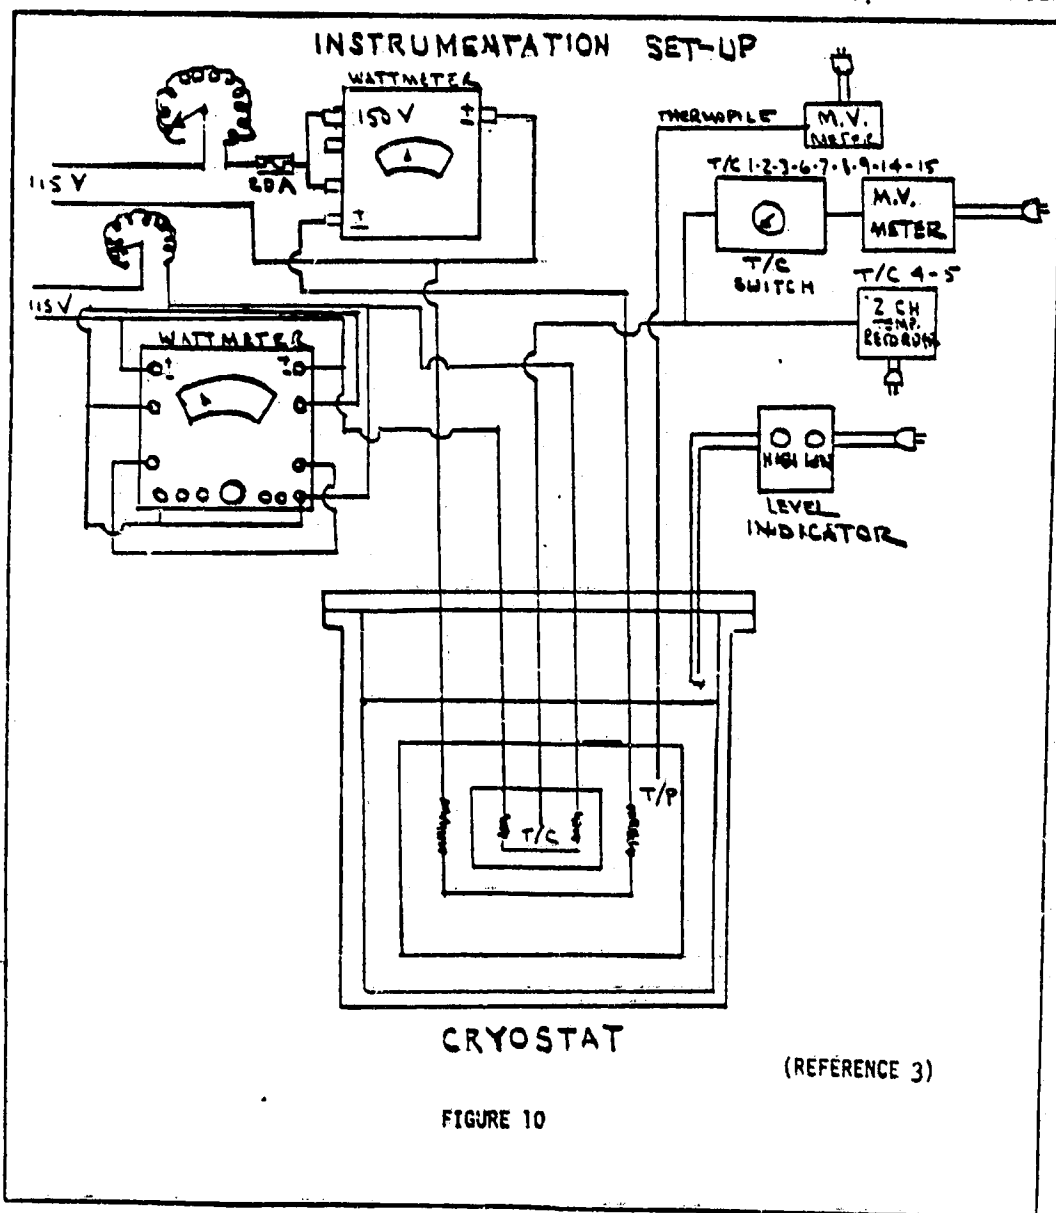 INSTRUMENTATION SET-UP
WATTMETER
150 V
±
±
20A
115 V
115 V
WATTMETER
±
±
THERMOPILE
M.V.
METER
T/C 1-2-3-6-7-8-9-14-15
M.V.
METER
T/C
SWITCH
T/C 4-5
2 CH
TEMP.
RECORDER
HIGH LOW
LEVEL
INDICATOR
T/P
T/C
CRYOSTAT
(REFERENCE 3)
FIGURE 10